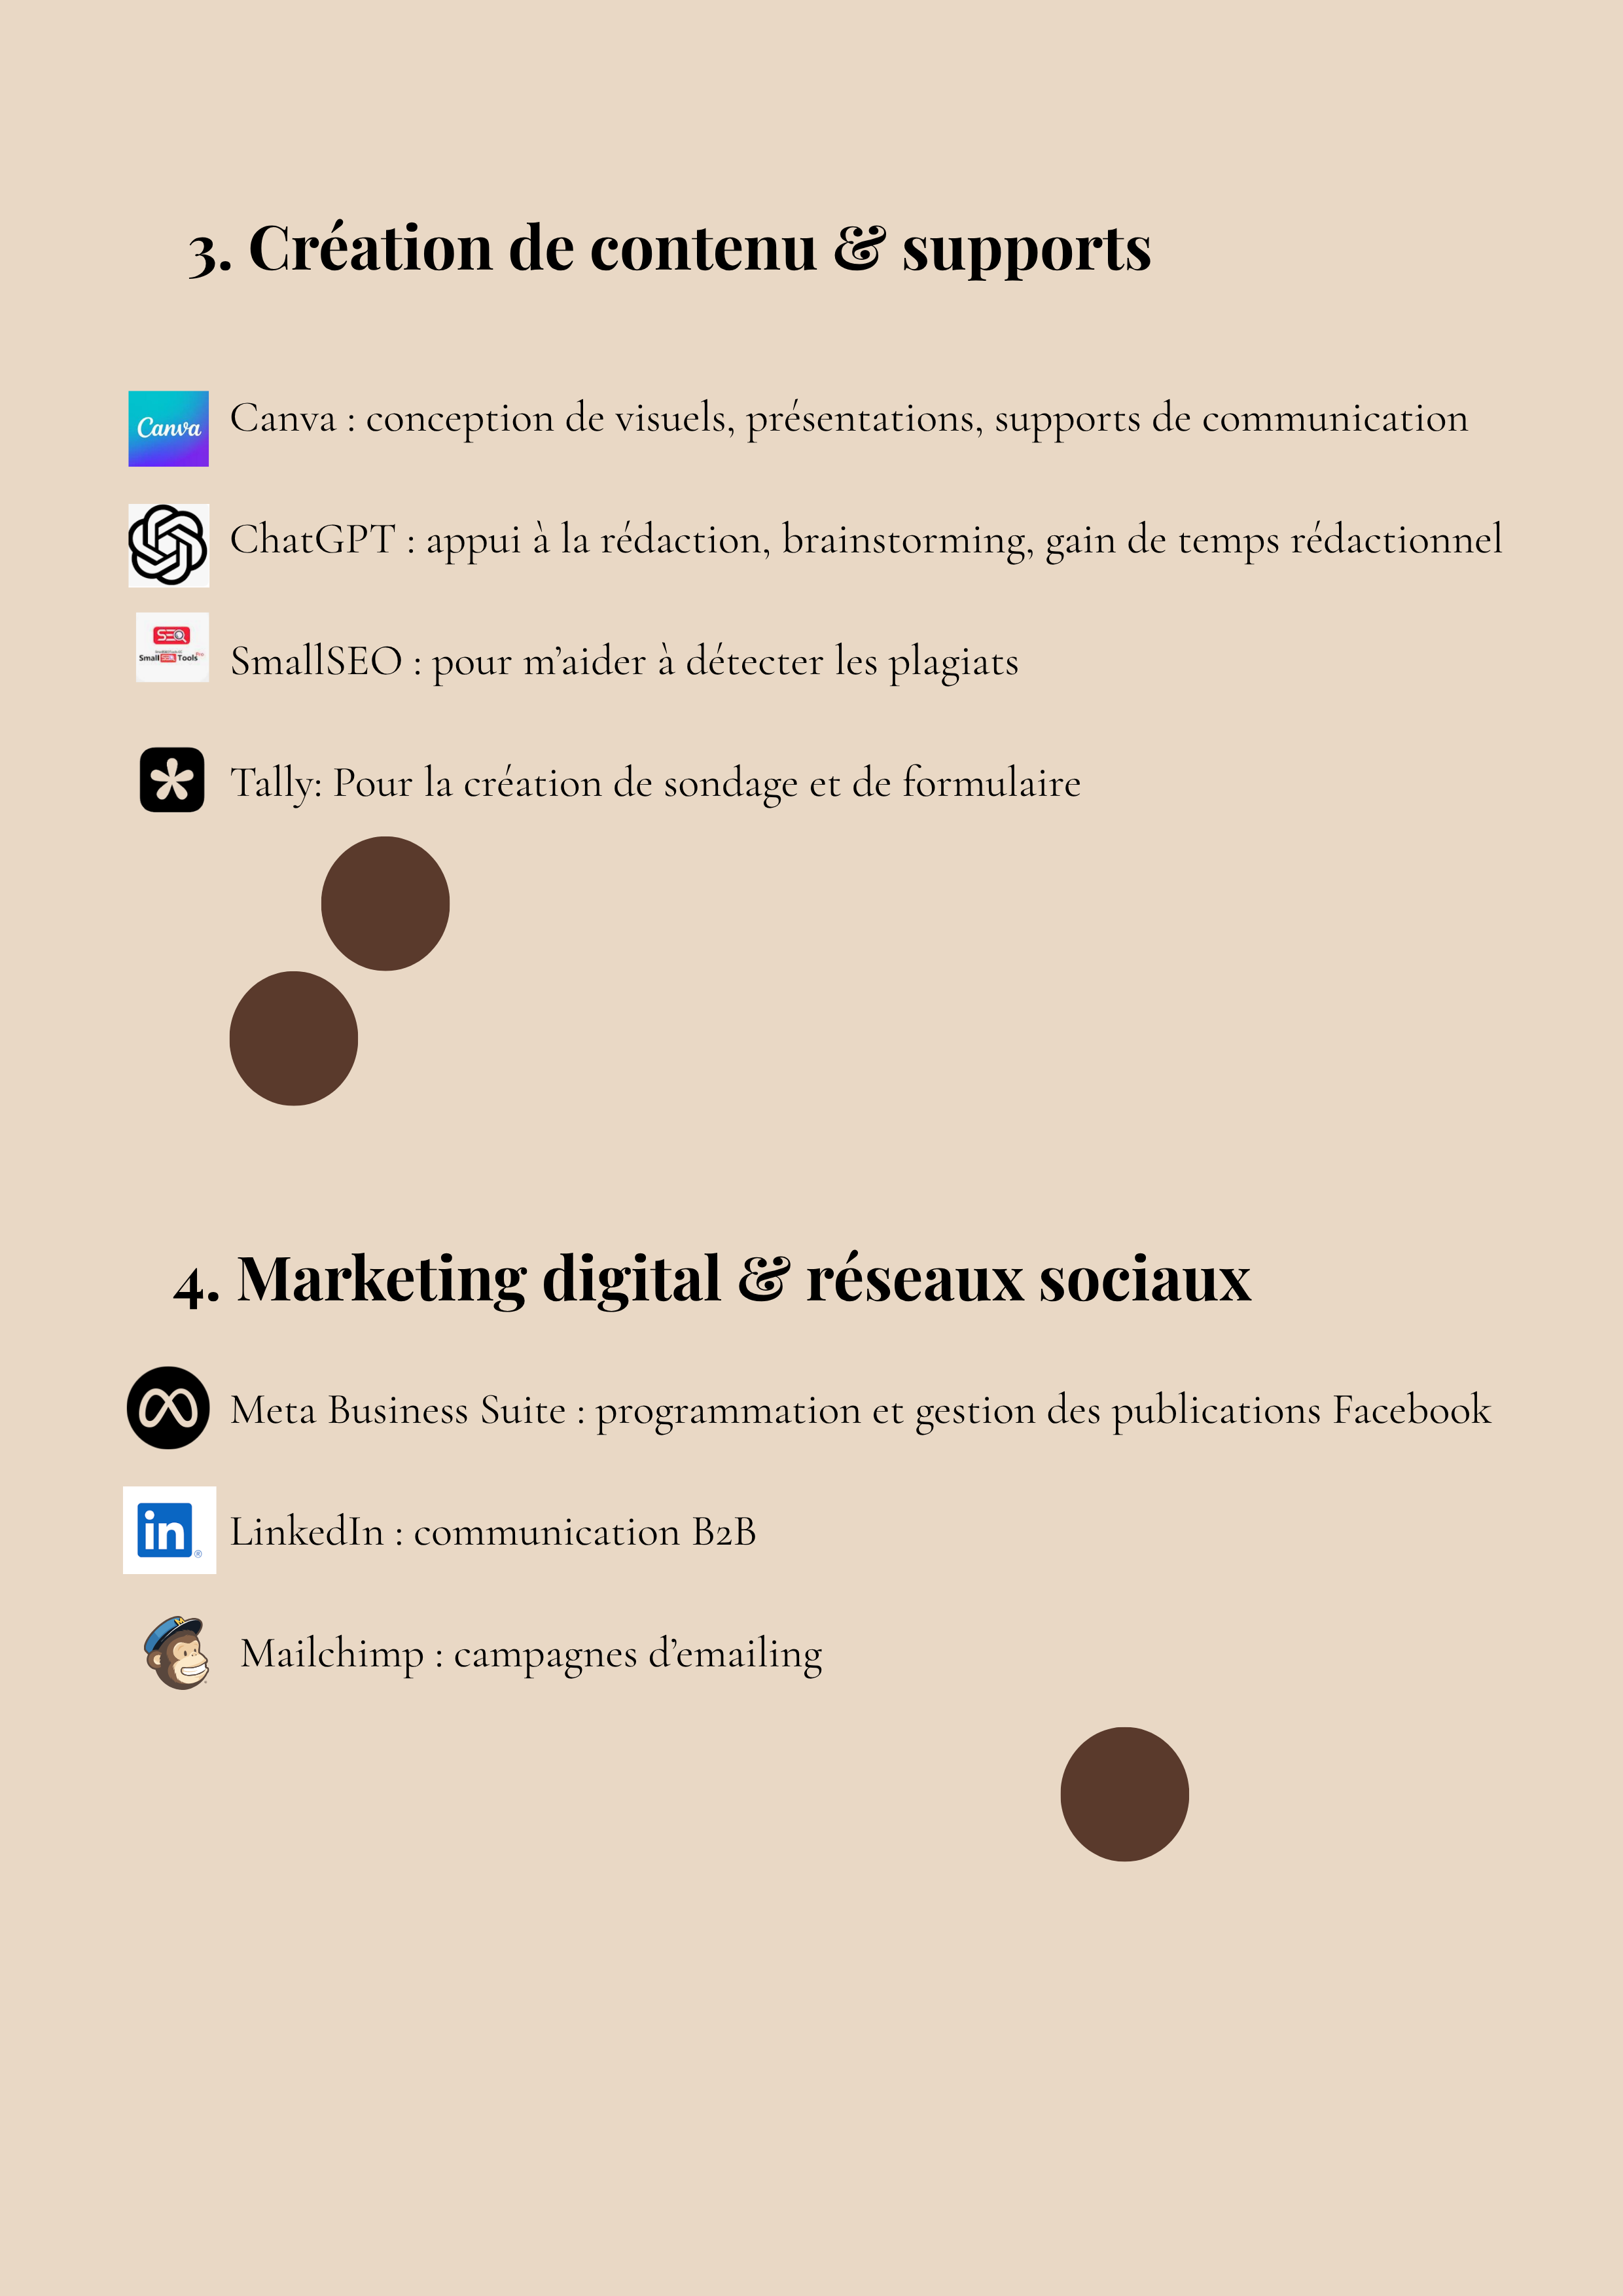 3. Création de contenu & supports
Canva
Canva : conception de visuels, présentations, supports de communication
ChatGPT : appui à la rédaction, brainstorming, gain de temps rédactionnel
SEO
Small SEO Tools Pro
SmallSEO : pour m’aider à détecter les plagiats
Tally: Pour la création de sondage et de formulaire
4. Marketing digital & réseaux sociaux
Meta Business Suite : programmation et gestion des publications Facebook
in ®
LinkedIn : communication B2B
Mailchimp : campagnes d’emailing